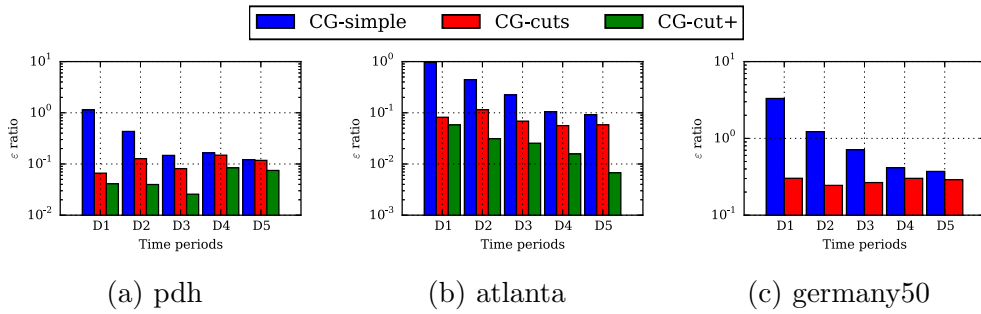 CG-simple CG-cuts CG-cut+
10^1
10^0
10^-1
10^-2
ε ratio
D1 D2 D3 D4 D5
Time periods
(a) pdh
10^0
10^-1
10^-2
10^-3
ε ratio
D1 D2 D3 D4 D5
Time periods
(b) atlanta
10^1
10^0
10^-1
ε ratio
D1 D2 D3 D4 D5
Time periods
(c) germany50